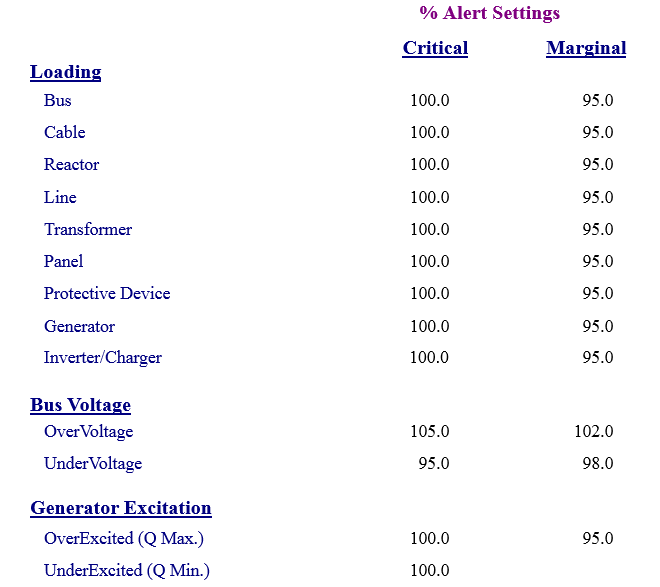 % Alert Settings
Critical Marginal
Loading
Bus 100.0 95.0
Cable 100.0 95.0
Reactor 100.0 95.0
Line 100.0 95.0
Transformer 100.0 95.0
Panel 100.0 95.0
Protective Device 100.0 95.0
Generator 100.0 95.0
Inverter/Charger 100.0 95.0
Bus Voltage
OverVoltage 105.0 102.0
UnderVoltage 95.0 98.0
Generator Excitation
OverExcited (Q Max.) 100.0 95.0
UnderExcited (Q Min.) 100.0